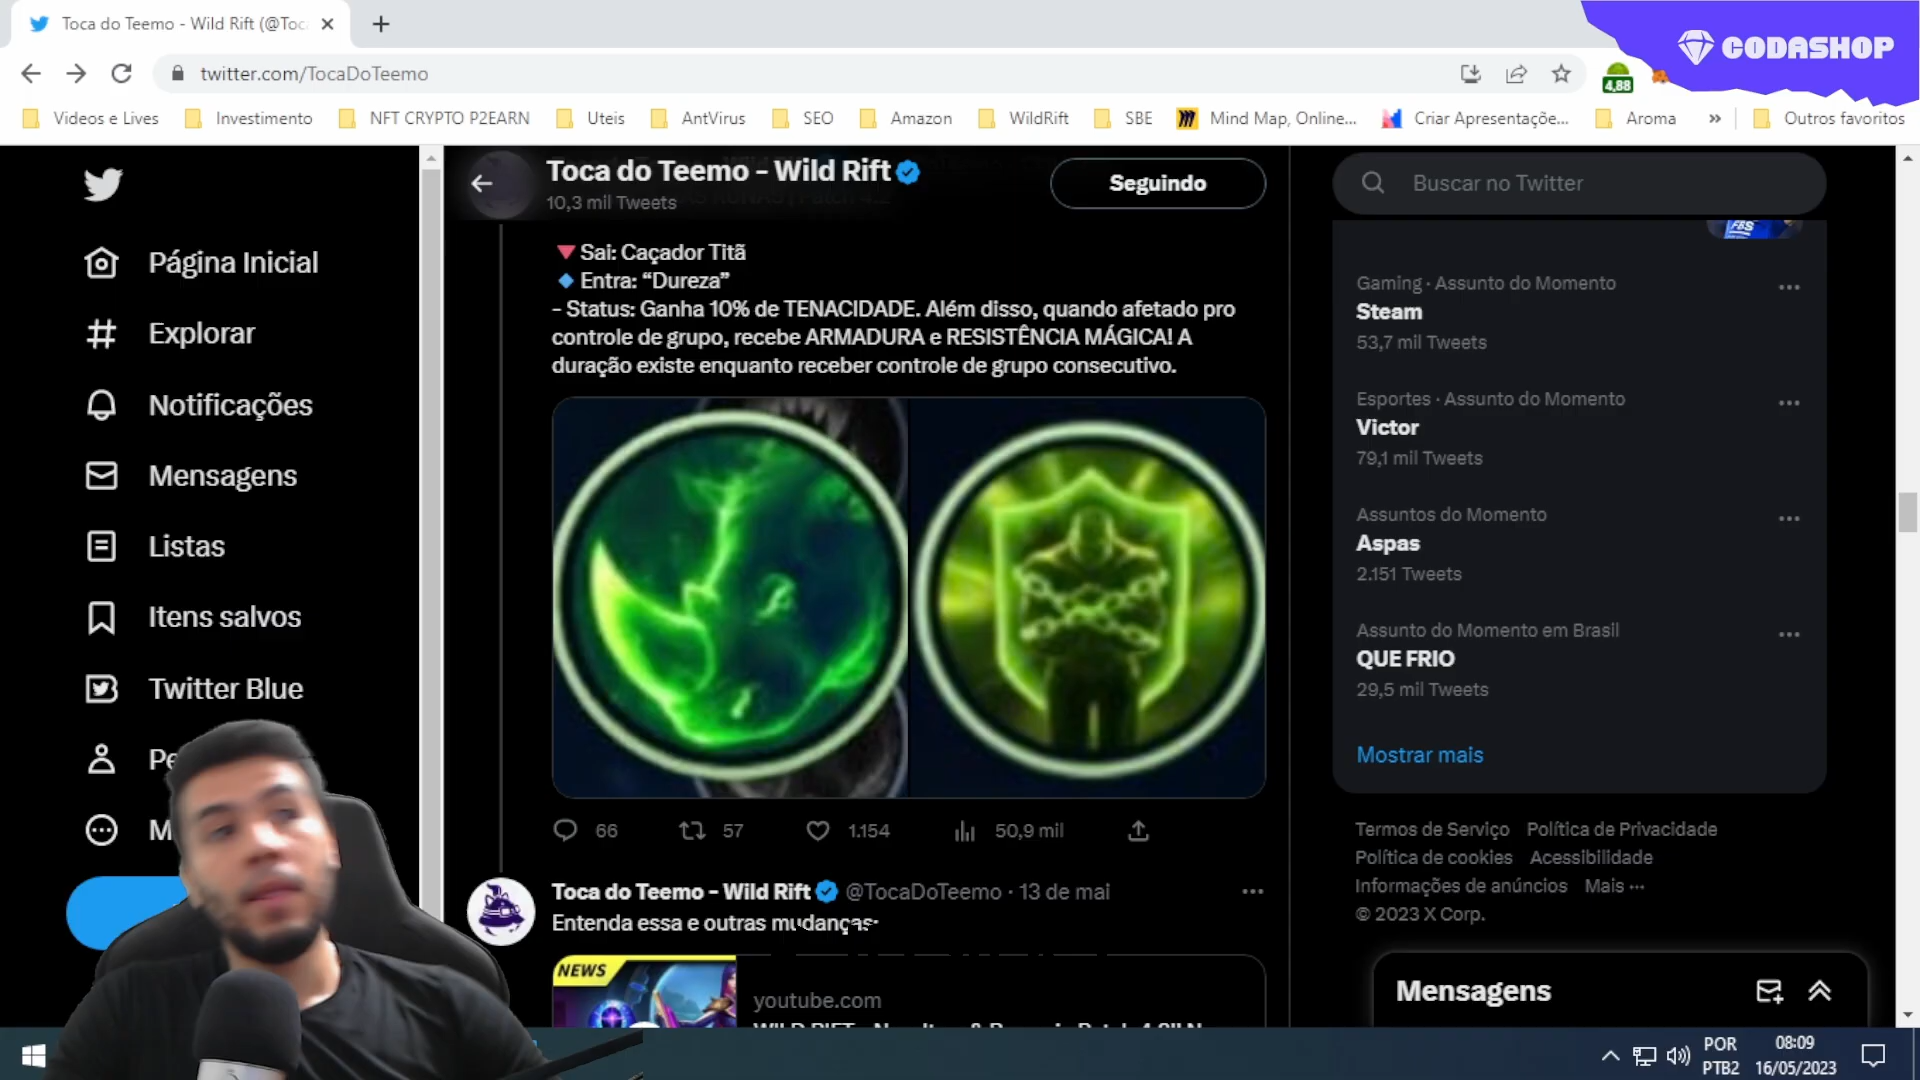 Toca do Teemo - Wild Rift (@Toc
CODASHOP
twitter.com/TocaDoTeemo
4,88
Videos e Lives
Investimento
NFT CRYPTO P2EARN
Uteis
AntVirus
SEO
Amazon
WildRift
SBE
Mind Map, Online...
Criar Apresentaçõe...
Aroma
Outros favoritos
Toca do Teemo - Wild Rift
10,3 mil Tweets
Seguindo
Buscar no Twitter
Página Inicial
Explorar
Notificações
Mensagens
Listas
Itens salvos
Twitter Blue
Pe
M
Sai: Caçador Titã
Entra: “Dureza”
- Status: Ganha 10% de TENACIDADE. Além disso, quando afetado pro
controle de grupo, recebe ARMADURA e RESISTÊNCIA MÁGICA! A
duração existe enquanto receber controle de grupo consecutivo.
66
57
1.154
50,9 mil
Toca do Teemo - Wild Rift @TocaDoTeemo · 13 de mai
Entenda essa e outras mudanças:
NEWS
youtube.com
FBS
Gaming · Assunto do Momento
Steam
53,7 mil Tweets
Esportes · Assunto do Momento
Victor
79,1 mil Tweets
Assuntos do Momento
Aspas
2.151 Tweets
Assunto do Momento em Brasil
QUE FRIO
29,5 mil Tweets
Mostrar mais
Termos de Serviço Política de Privacidade
Política de cookies Acessibilidade
Informações de anúncios Mais ···
© 2023 X Corp.
Mensagens
POR
PTB2
08:09
16/05/2023